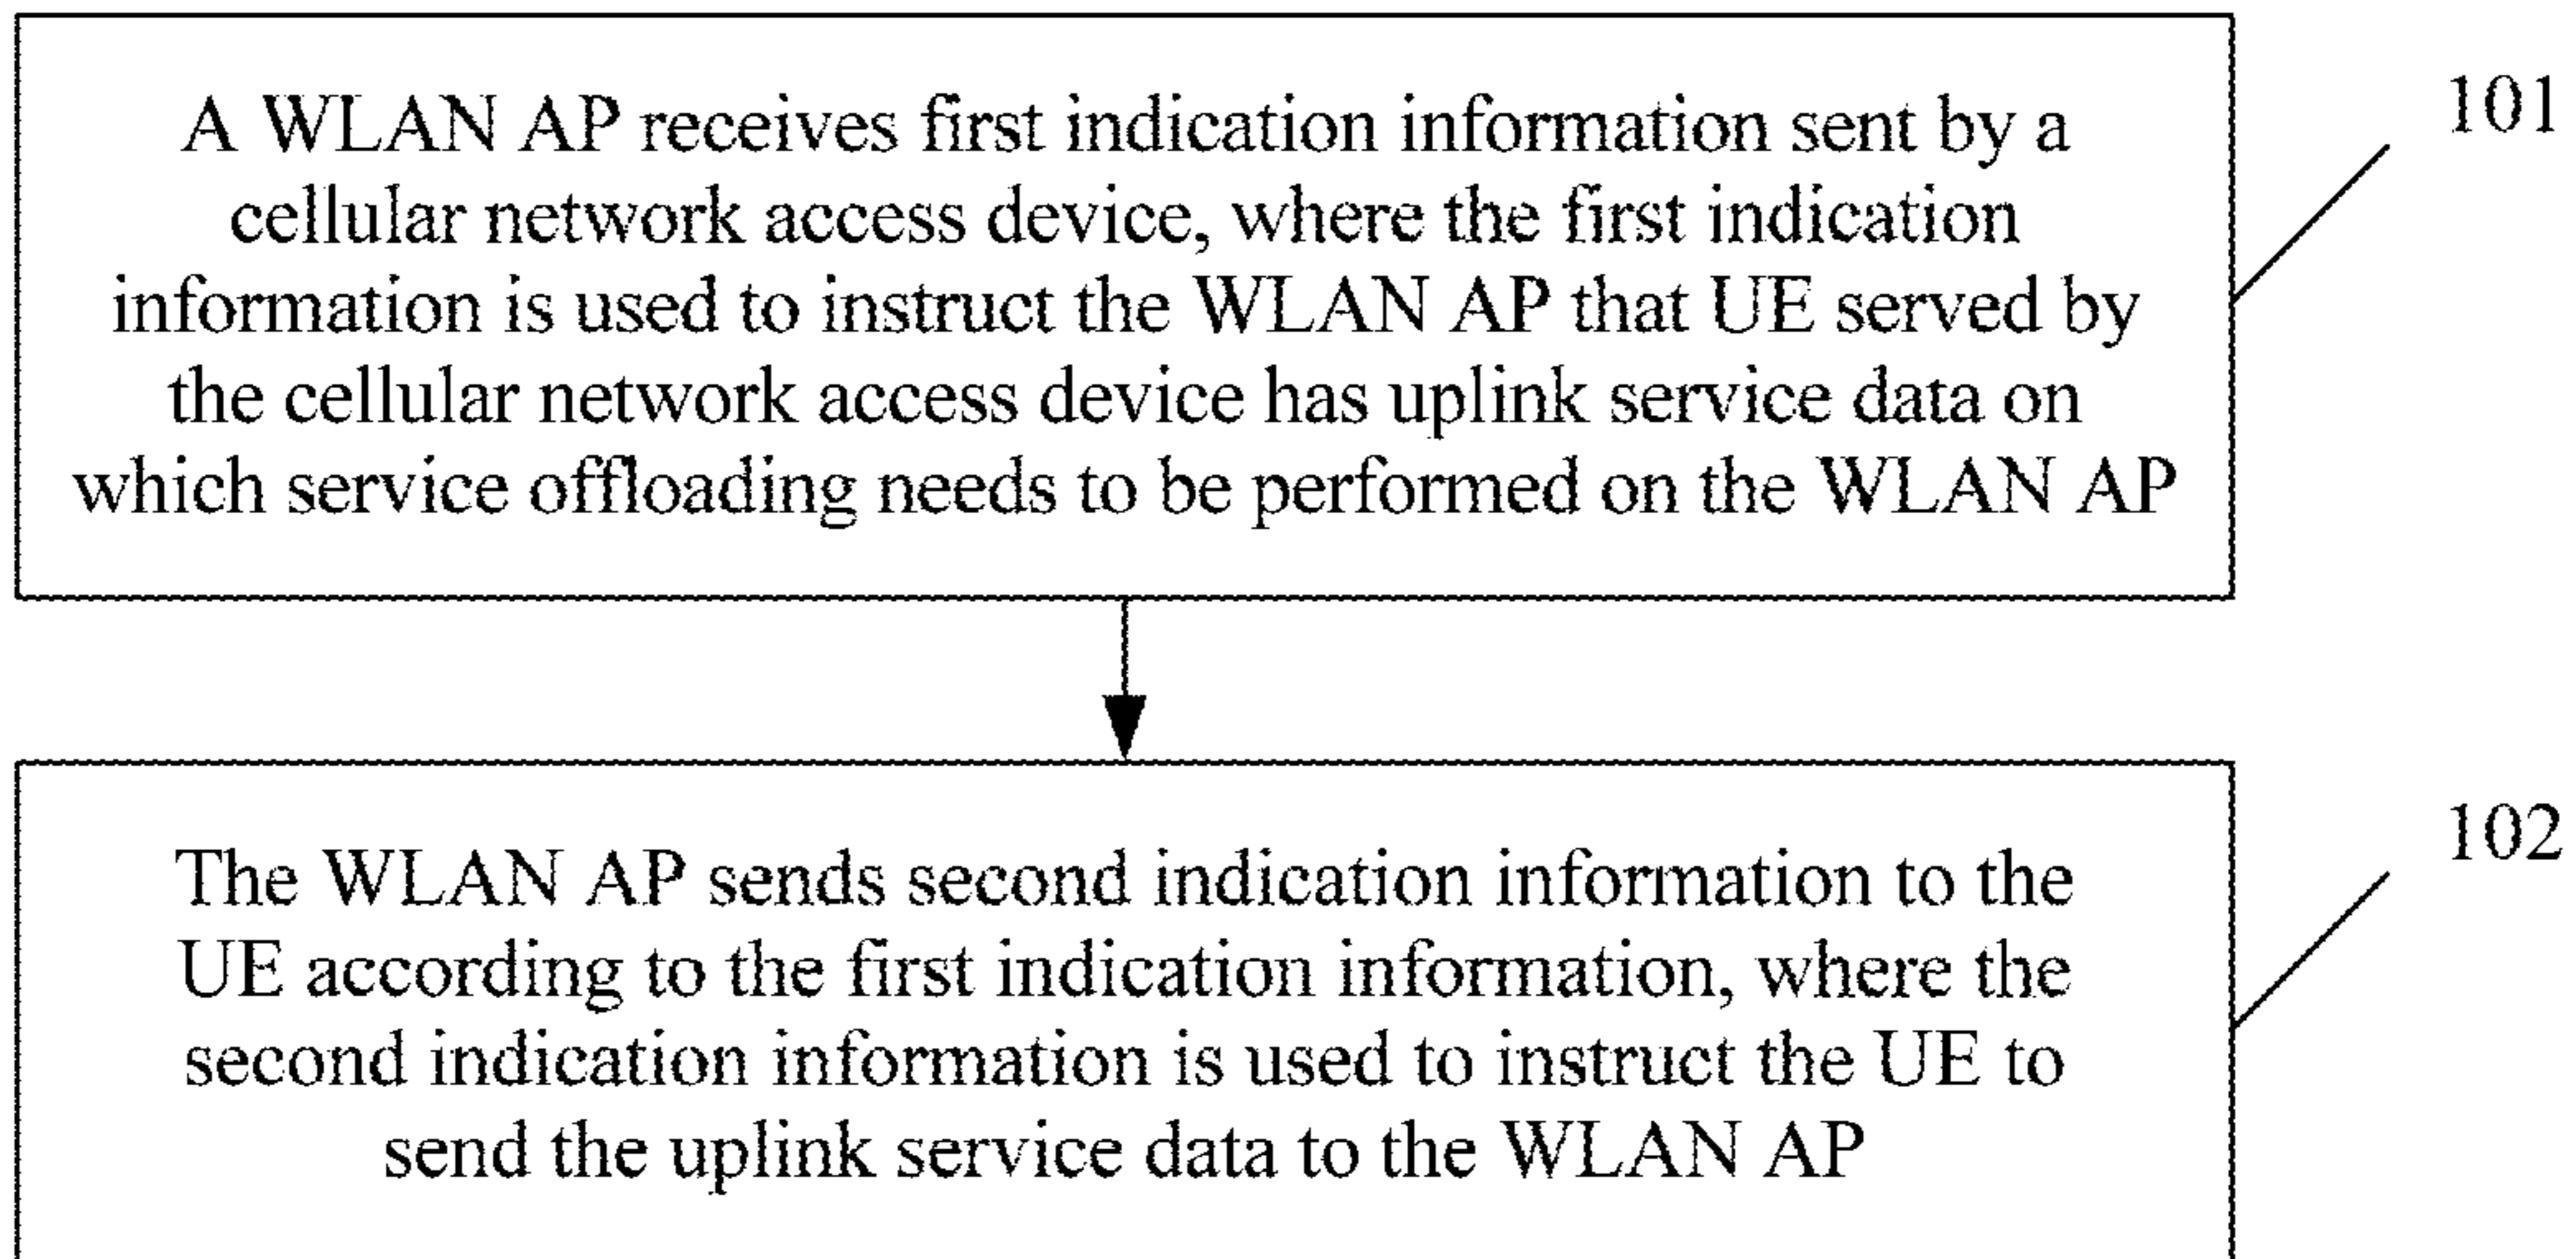 A WLAN AP receives first indication information sent by a
cellular network access device, where the first indication
information is used to instruct the WLAN AP that UE served by
the cellular network access device has uplink service data on
which service offloading needs to be performed on the WLAN AP
101
The WLAN AP sends second indication information to the
UE according to the first indication information, where the
second indication information is used to instruct the UE to
send the uplink service data to the WLAN AP
102